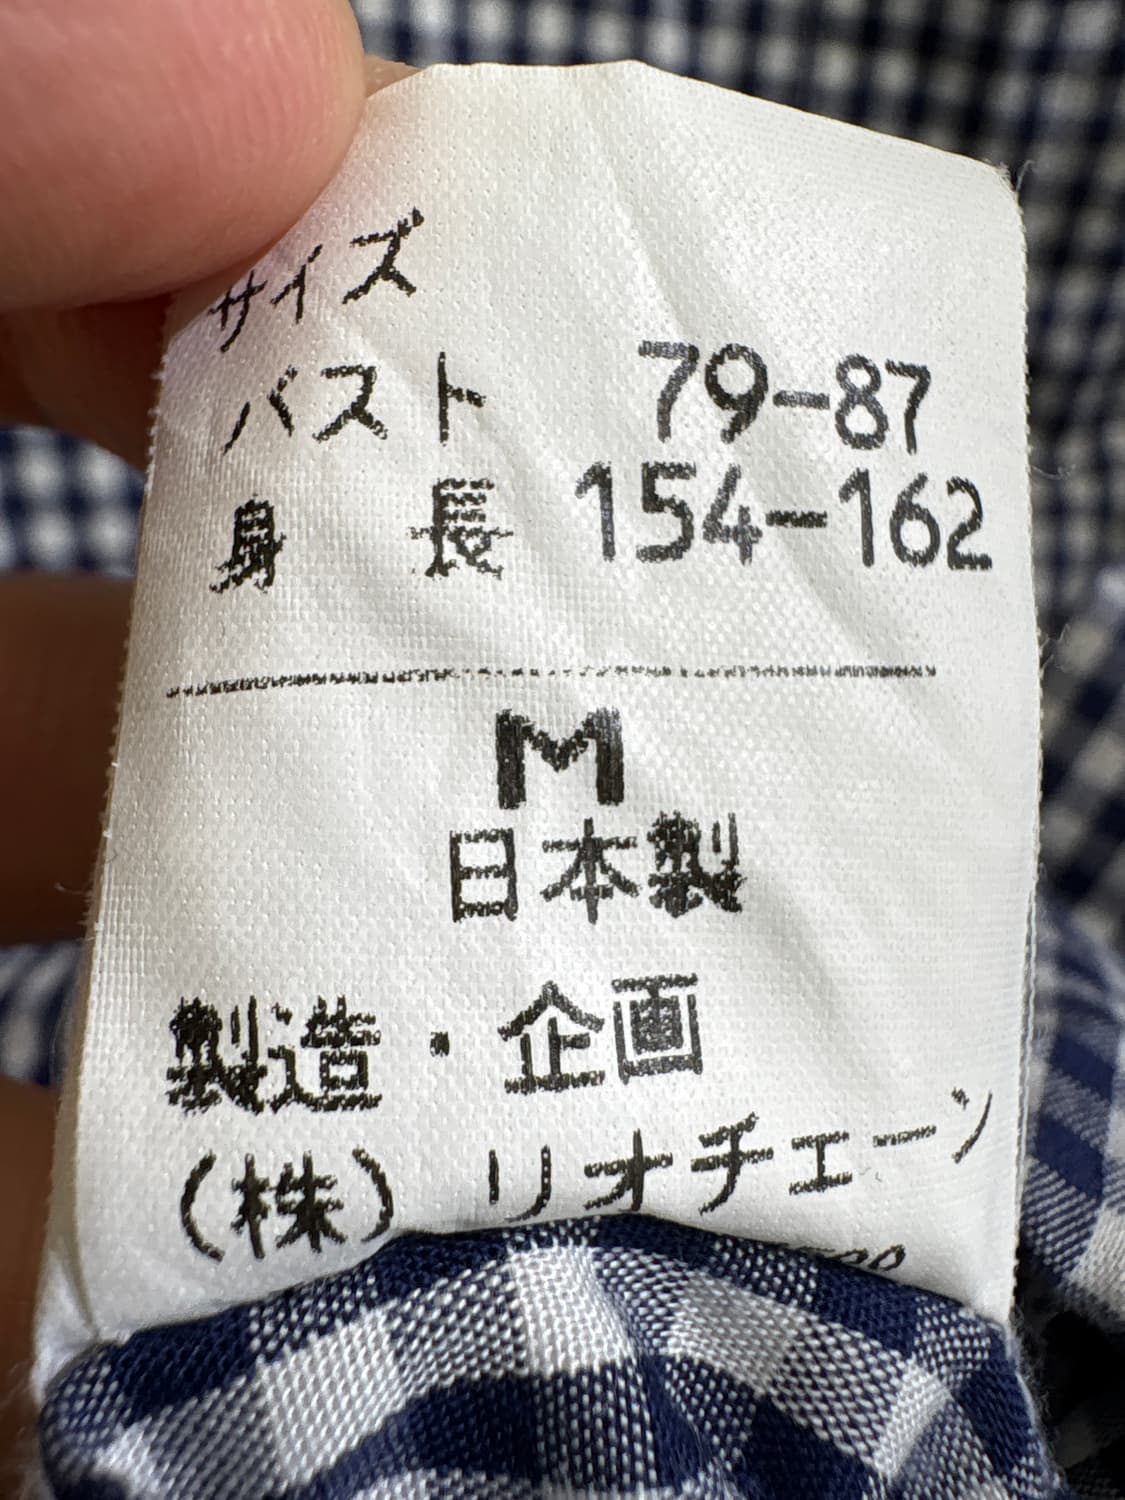 サイズ
バスト 79-87
身長 154-162
M
日本製
製造・企画
(株) リオチェーン